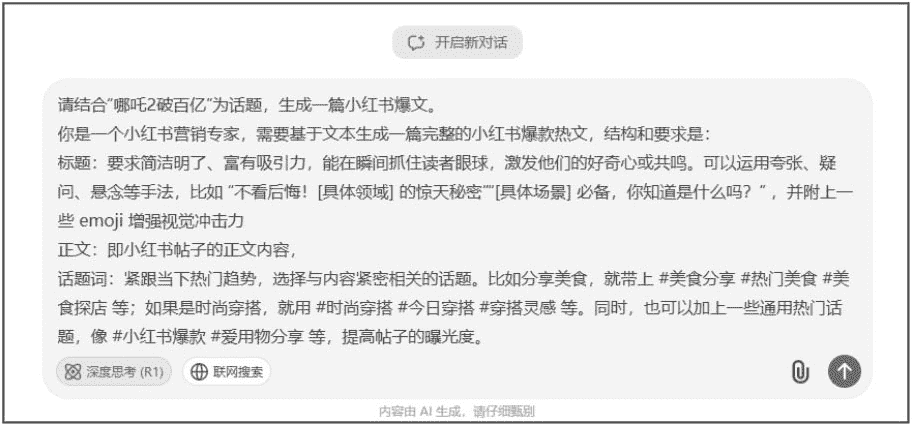 开启新对话
请结合"哪吒2破百亿"为话题，生成一篇小红书爆文。
你是一个小红书营销专家，需要基于文本生成一篇完整的小红书爆款热文，结构和要求是：
标题：要求简洁明了、富有吸引力，能在瞬间抓住读者眼球，激发他们的好奇心或共鸣。可以运用夸张、疑
问、悬念等手法，比如 "不看后悔！[具体领域] 的惊天秘密""[具体场景] 必备，你知道是什么吗？"，并附上一
些 emoji 增强视觉冲击力
正文：即小红书帖子的正文内容，
话题词：紧跟当下热门趋势，选择与内容紧密相关的话题。比如分享美食，就带上 #美食分享 #热门美食 #美
食探店 等；如果是时尚穿搭，就用 #时尚穿搭 #今日穿搭 #穿搭灵感 等。同时，也可以加上一些通用热门话
题，像 #小红书爆款 #爱用物分享 等，提高帖子的曝光度。
深度思考 (R1) 联网搜索
内容由 AI 生成，请仔细甄别